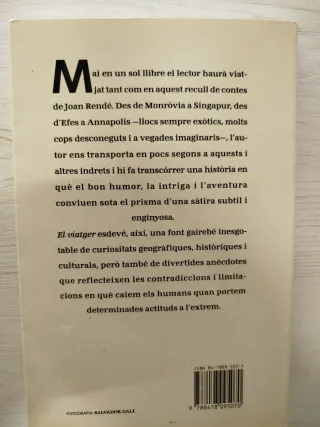 Mai en un sol llibre el lector haurà viat-
jat tant com en aquest recull de contes
de Joan Rendé. Des de Monròvia a Singapur, des
d'Efes a Annapolis —llocs sempre exòtics, molts
cops desconeguts i a vegades imaginaris—, l'au-
tor ens transporta en pocs segons a aquests i
altres indrets i hi fa transcórrer una història en
què el bon humor, la intriga i l'aventura
conviuen sota el prisma d'una sàtira subtil i
enginyosa.
El viatger esdevé, així, una font gairebé inesgo-
table de curiositats geogràfiques, històriques i
culturals, però també de divertides anècdotes
que reflecteixen les contradiccions i limita-
cions en què caiem els humans quan portem
determinades actituds a l'extrem.
FOTOGRAFIA: SALVADOR GALÍ
9 788478 095070